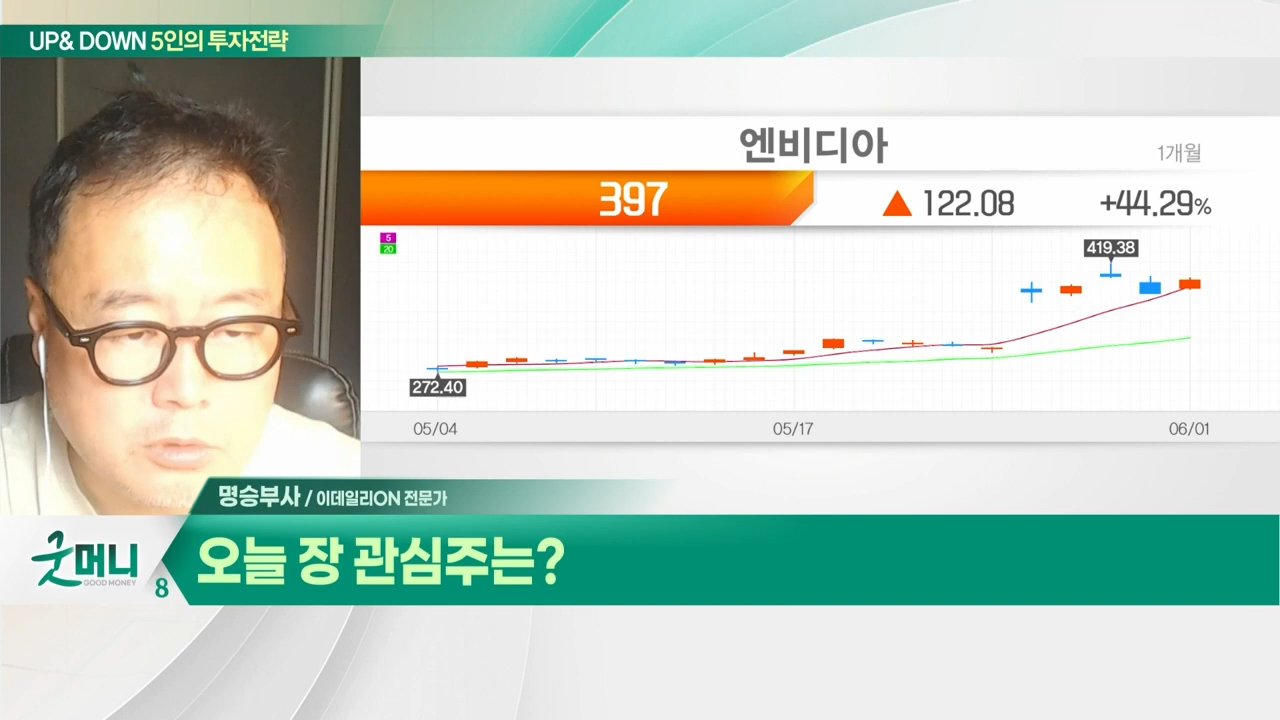 UP& DOWN 5인의 투자전략
엔비디아
1개월
397
▲ 122.08
+44.29%
5
20
419.38
272.40
05/04
05/17
06/01
명승부사 / 이데일리ON 전문가
굿머니
GOOD MONEY
8
오늘 장 관심주는?